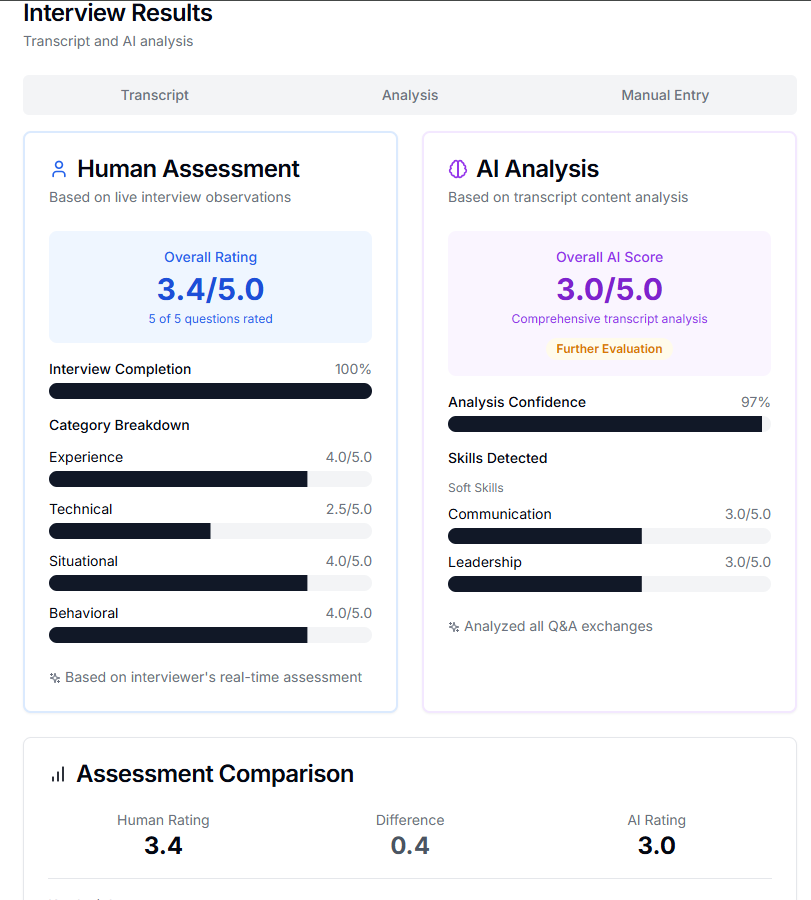 Interview Results
Transcript and AI analysis
Transcript
Analysis
Manual Entry
Human Assessment
Based on live interview observations
Overall Rating
3.4/5.0
5 of 5 questions rated
Interview Completion 100%
Category Breakdown
Experience 4.0/5.0
Technical 2.5/5.0
Situational 4.0/5.0
Behavioral 4.0/5.0
Based on interviewer's real-time assessment
AI Analysis
Based on transcript content analysis
Overall AI Score
3.0/5.0
Comprehensive transcript analysis
Further Evaluation
Analysis Confidence 97%
Skills Detected
Soft Skills
Communication 3.0/5.0
Leadership 3.0/5.0
Analyzed all Q&A exchanges
Assessment Comparison
Human Rating
3.4
Difference
0.4
AI Rating
3.0